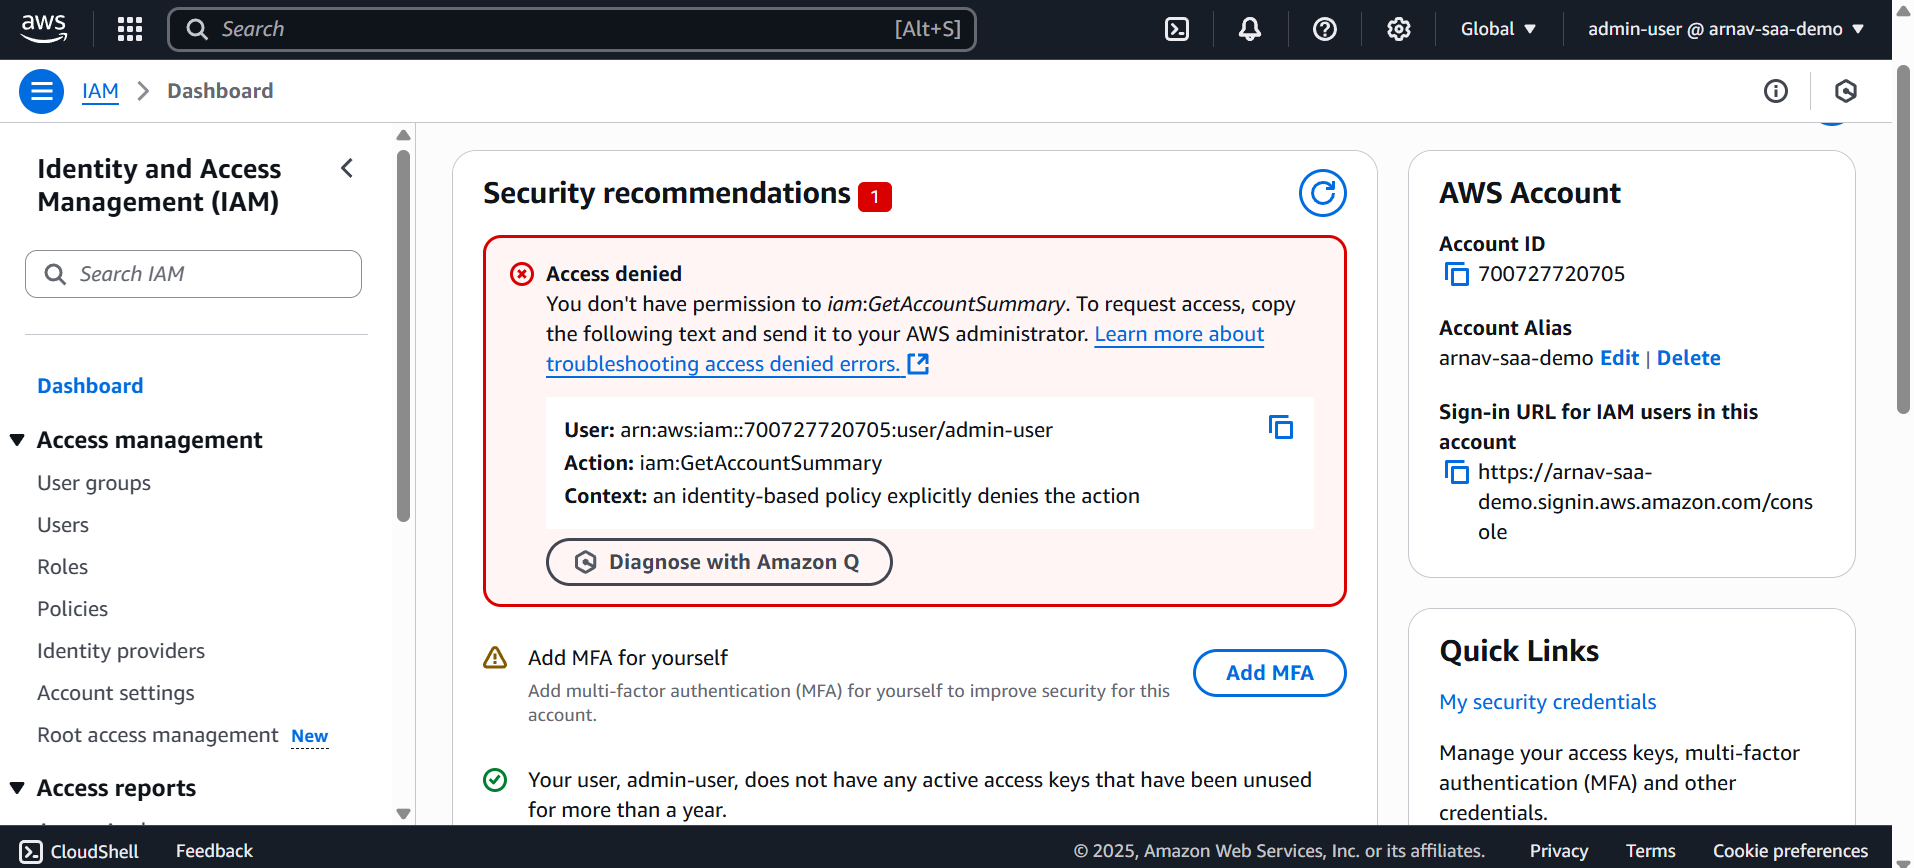 aws
Search
[Alt+S]
Global
admin-user @ arnav-saa-demo
IAM
Dashboard
Identity and Access
Management (IAM)
Search IAM
Dashboard
Access management
User groups
Users
Roles
Policies
Identity providers
Account settings
Root access management New
Access reports
Security recommendations 1
Access denied
You don't have permission to iam:GetAccountSummary. To request access, copy
the following text and send it to your AWS administrator. Learn more about
troubleshooting access denied errors.
User: arn:aws:iam::700727720705:user/admin-user
Action: iam:GetAccountSummary
Context: an identity-based policy explicitly denies the action
Diagnose with Amazon Q
Add MFA for yourself
Add multi-factor authentication (MFA) for yourself to improve security for this
account.
Add MFA
Your user, admin-user, does not have any active access keys that have been unused
for more than a year.
AWS Account
Account ID
700727720705
Account Alias
arnav-saa-demo Edit | Delete
Sign-in URL for IAM users in this
account
https://arnav-saa-
demo.signin.aws.amazon.com/cons
ole
Quick Links
My security credentials
Manage your access keys, multi-factor
authentication (MFA) and other
credentials.
CloudShell
Feedback
© 2025, Amazon Web Services, Inc. or its affiliates.
Privacy
Terms
Cookie preferences